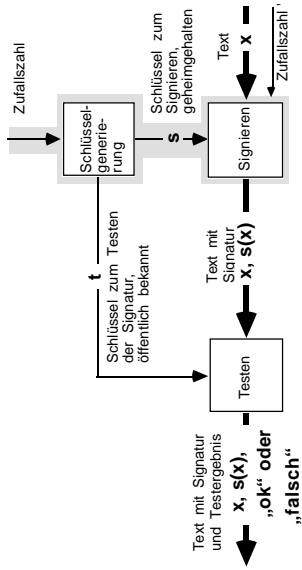 Zufallszahl
Schlüssel-
generie-
rung
t
Schlüssel zum Testen
der Signatur,
öffentlich bekannt
s
Schlüssel zum
Signieren,
geheimgehalten
Text
x
Zufallszahl'
Signieren
Text mit
Signatur
x, s(x)
Testen
Text mit Signatur
und Testergebnis
x, s(x),
„ok“ oder
„falsch“